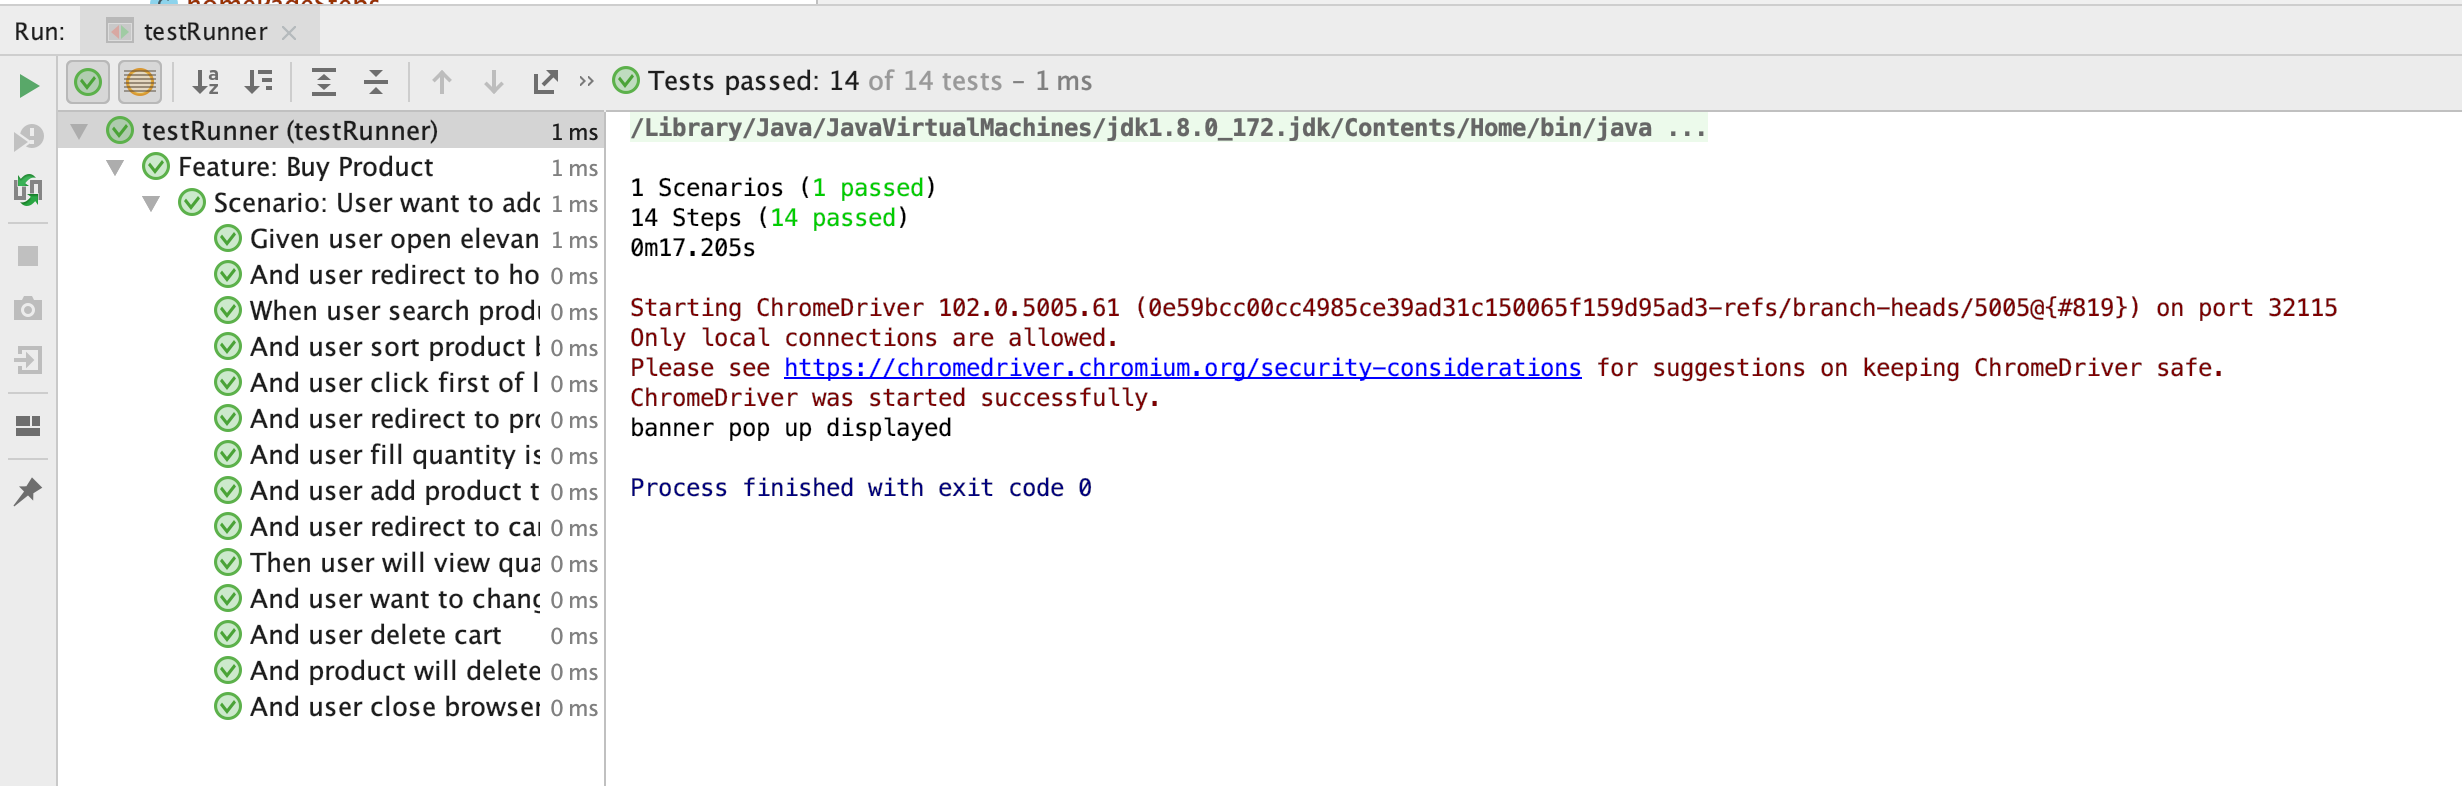 Run: testRunner
Tests passed: 14 of 14 tests – 1 ms
testRunner (testRunner) 1 ms
Feature: Buy Product 1 ms
Scenario: User want to add 1 ms
Given user open elevan 1 ms
And user redirect to ho 0 ms
When user search produ 0 ms
And user sort product b 0 ms
And user click first of l 0 ms
And user redirect to pro 0 ms
And user fill quantity is 0 ms
And user add product t 0 ms
And user redirect to car 0 ms
Then user will view qua 0 ms
And user want to chang 0 ms
And user delete cart 0 ms
And product will delete 0 ms
And user close browser 0 ms
/Library/Java/JavaVirtualMachines/jdk1.8.0_172.jdk/Contents/Home/bin/java ...
1 Scenarios (1 passed)
14 Steps (14 passed)
0m17.205s
Starting ChromeDriver 102.0.5005.61 (0e59bcc00cc4985ce39ad31c150065f159d95ad3-refs/branch-heads/5005@{#819}) on port 32115
Only local connections are allowed.
Please see https://chromedriver.chromium.org/security-considerations for suggestions on keeping ChromeDriver safe.
ChromeDriver was started successfully.
banner pop up displayed
Process finished with exit code 0